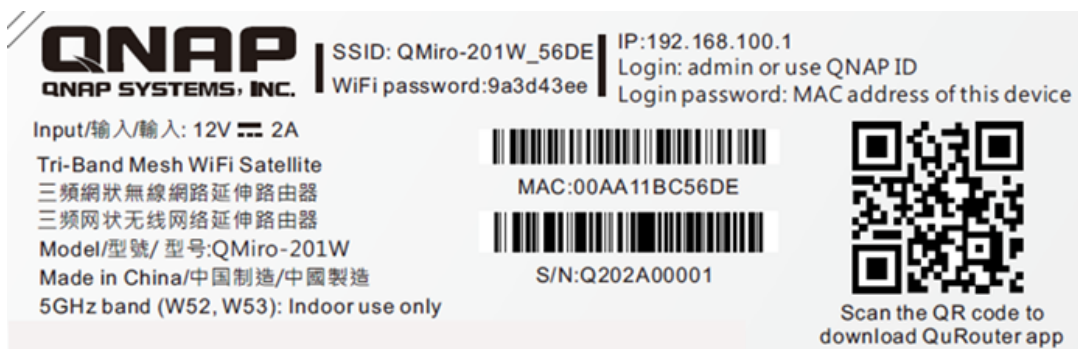 QNAP
QNAP SYSTEMS, INC.
SSID: QMiro-201W_56DE
WiFi password:9a3d43ee
IP:192.168.100.1
Login: admin or use QNAP ID
Login password: MAC address of this device
Input/输入/輸入: 12V 2A
Tri-Band Mesh WiFi Satellite
三頻網狀無線網路延伸路由器
三频网状无线网络延伸路由器
Model/型號/ 型号:QMiro-201W
Made in China/中国制造/中國製造
5GHz band (W52, W53): Indoor use only
MAC:00AA11BC56DE
S/N:Q202A00001
Scan the QR code to
download QuRouter app